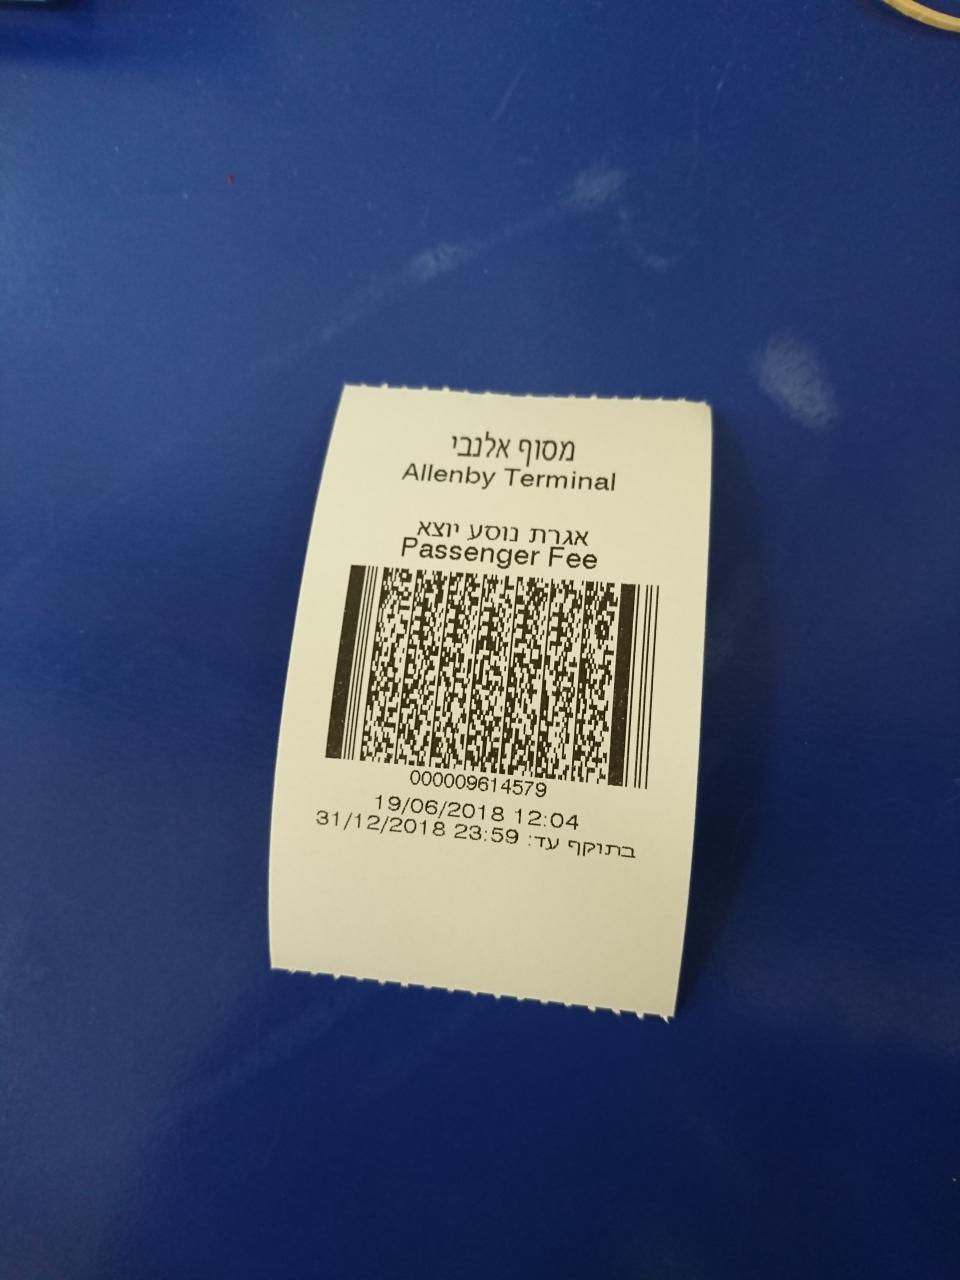 מסוף אלנבי
Allenby Terminal
אגרת נוסע יוצא
Passenger Fee
000009614579
19/06/2018 12:04
בתוקף עד: 31/12/2018 23:59